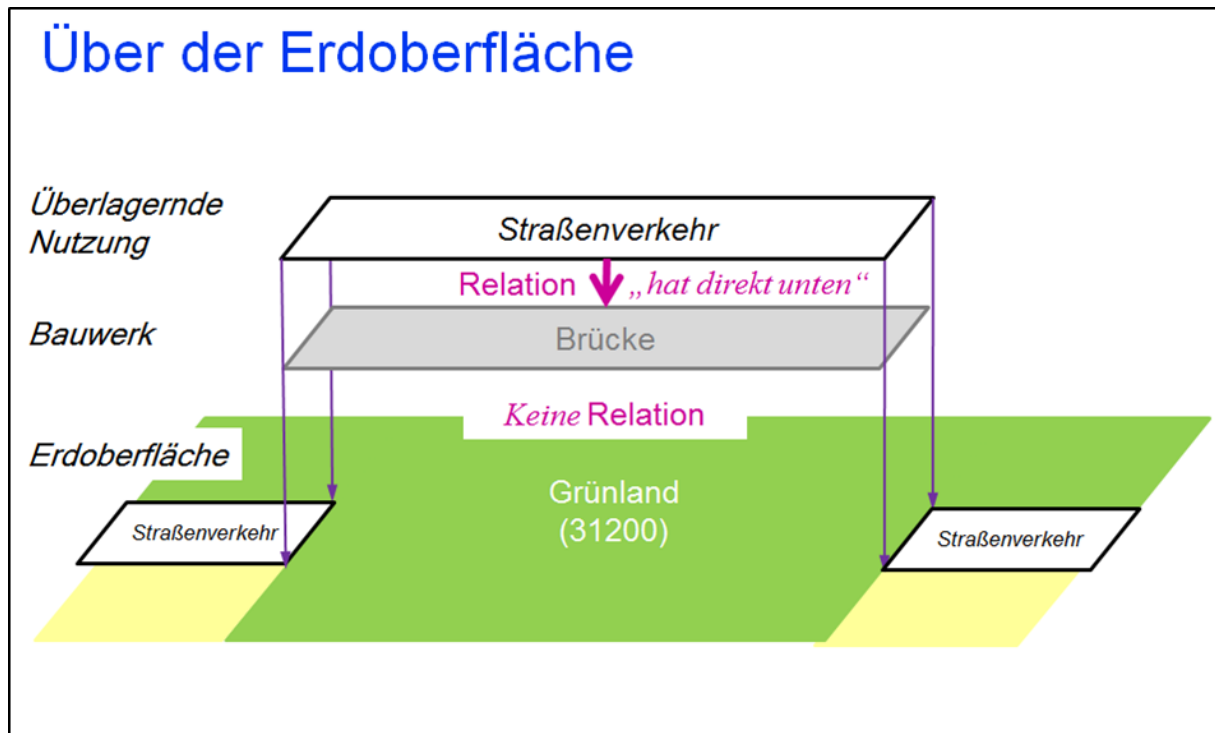 Über der Erdoberfläche
Überlagernde
Nutzung
Straßenverkehr
Relation „hat direkt unten“
Bauwerk
Brücke
Keine Relation
Erdoberfläche
Grünland
(31200)
Straßenverkehr
Straßenverkehr